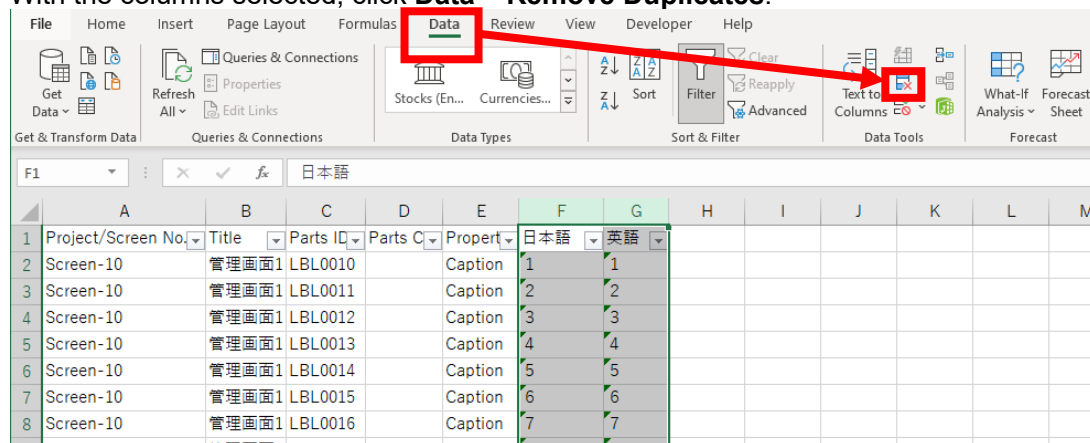 With the columns selected, click Data – Remove Duplicates.
File Home Insert Page Layout Formulas Data Review View Developer Help
Get Data
Refresh All
Queries & Connections
Properties
Edit Links
Stocks (En... Currencies...
Sort
Filter
Clear
Reapply
Advanced
Text to Columns
What-If Analysis
Forecast Sheet
Get & Transform Data Queries & Connections Data Types Sort & Filter Data Tools Forecast
F1 fx 日本語
A B C D E F G H I J K L M
1 Project/Screen No. Title Parts ID Parts C Propert 日本語 英語
2 Screen-10 管理画面1 LBL0010 Caption 1 1
3 Screen-10 管理画面1 LBL0011 Caption 2 2
4 Screen-10 管理画面1 LBL0012 Caption 3 3
5 Screen-10 管理画面1 LBL0013 Caption 4 4
6 Screen-10 管理画面1 LBL0014 Caption 5 5
7 Screen-10 管理画面1 LBL0015 Caption 6 6
8 Screen-10 管理画面1 LBL0016 Caption 7 7